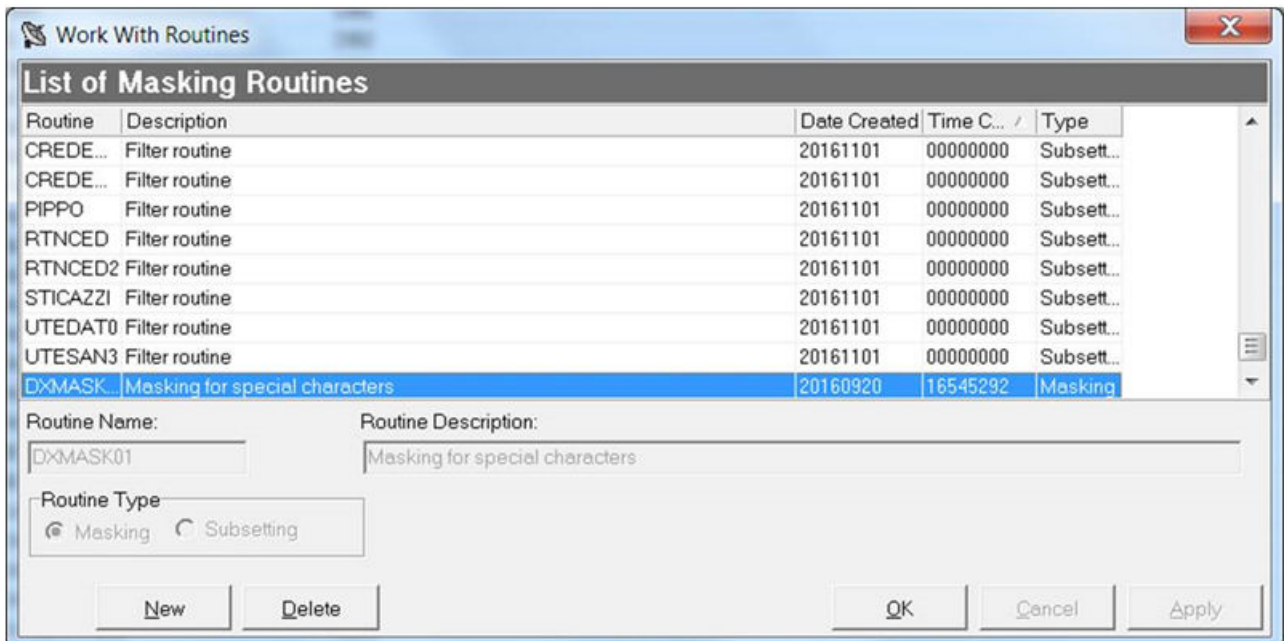 Work With Routines
List of Masking Routines
Routine Description Date Created Time C... Type
CREDE... Filter routine 20161101 00000000 Subsett...
CREDE... Filter routine 20161101 00000000 Subsett...
PIPPO Filter routine 20161101 00000000 Subsett...
RTNCED Filter routine 20161101 00000000 Subsett...
RTNCED2 Filter routine 20161101 00000000 Subsett...
STICAZZI Filter routine 20161101 00000000 Subsett...
UTEDAT0 Filter routine 20161101 00000000 Subsett...
UTESAN3 Filter routine 20161101 00000000 Subsett...
DXMASK... Masking for special characters 20160920 16545292 Masking
Routine Name: Routine Description:
DXMASK01 Masking for special characters
Routine Type
Masking Subsetting
New Delete OK Cancel Apply